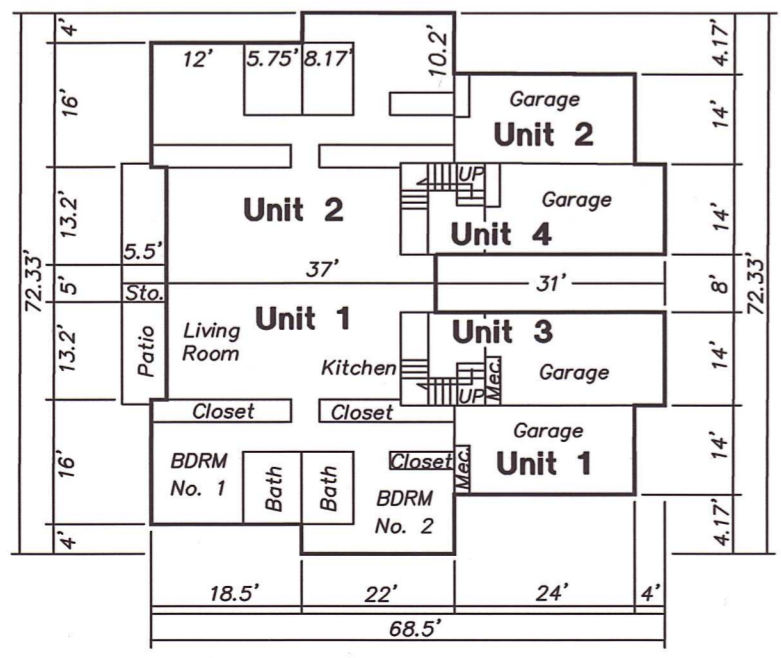 4'
4.17'
12'
5.75'
8.17'
10.2'
16'
Garage
14'
Unit 2
UP
13.2'
Unit 2
Garage
14'
Unit 4
5.5'
72.33'
37'
31'
8'
72.33'
5'
Sto.
Unit 1
Unit 3
Living
Room
13.2'
Patio
Kitchen
Mec.
Garage
14'
UP
Closet
Closet
Garage
BDRM
No. 1
Bath
Bath
Closet
Mec.
Unit 1
14'
16'
BDRM
No. 2
4'
4.17'
18.5'
22'
24'
4'
68.5'